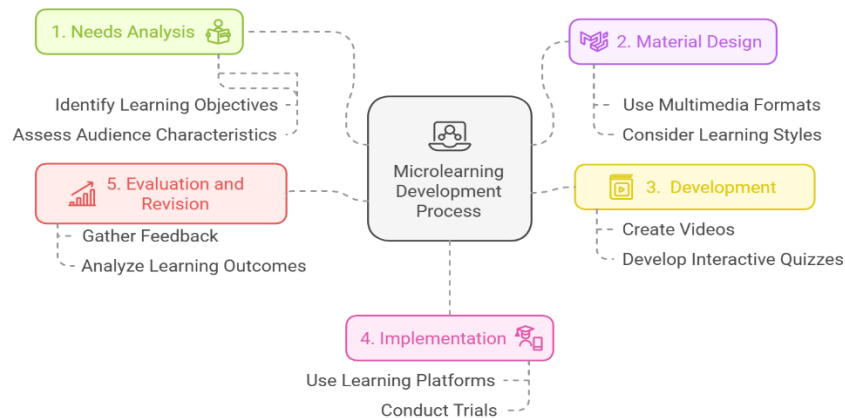 1. Needs Analysis
Identify Learning Objectives
Assess Audience Characteristics
2. Material Design
Use Multimedia Formats
Consider Learning Styles
Microlearning
Development
Process
5. Evaluation and
Revision
Gather Feedback
Analyze Learning Outcomes
3. Development
Create Videos
Develop Interactive Quizzes
4. Implementation
Use Learning Platforms
Conduct Trials